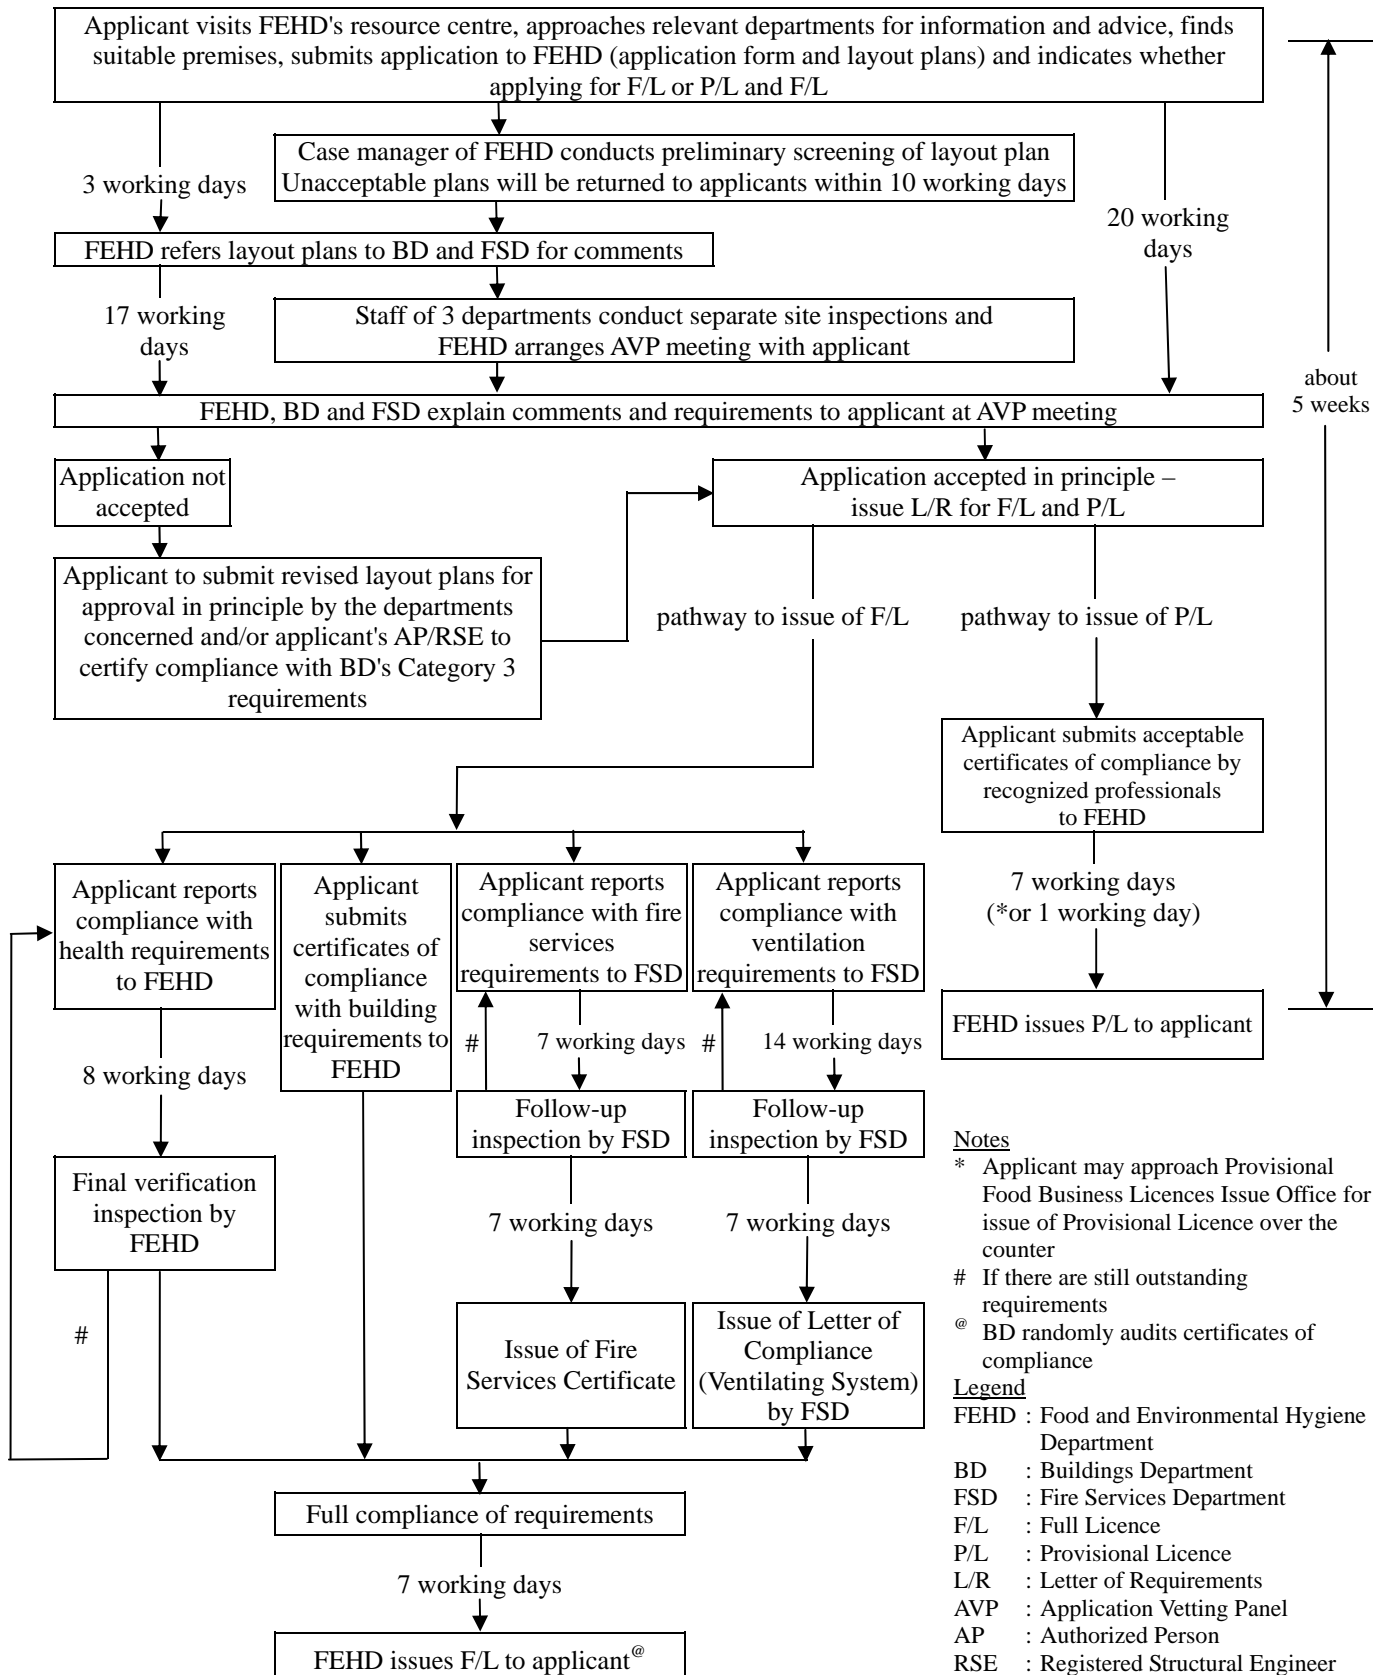 Applicant visits FEHD's resource centre, approaches relevant departments for information and advice, finds
suitable premises, submits application to FEHD (application form and layout plans) and indicates whether
applying for F/L or P/L and F/L
Case manager of FEHD conducts preliminary screening of layout plan
Unacceptable plans will be returned to applicants within 10 working days
3 working days
20 working
days
FEHD refers layout plans to BD and FSD for comments
17 working
days
Staff of 3 departments conduct separate site inspections and
FEHD arranges AVP meeting with applicant
about
5 weeks
FEHD, BD and FSD explain comments and requirements to applicant at AVP meeting
Application not
accepted
Application accepted in principle –
issue L/R for F/L and P/L
Applicant to submit revised layout plans for
approval in principle by the departments
concerned and/or applicant's AP/RSE to
certify compliance with BD's Category 3
requirements
pathway to issue of F/L
pathway to issue of P/L
Applicant submits acceptable
certificates of compliance by
recognized professionals
to FEHD
7 working days
(*or 1 working day)
FEHD issues P/L to applicant
Applicant reports
compliance with
health requirements
to FEHD
Applicant
submits
certificates of
compliance
with building
requirements to
FEHD
Applicant reports
compliance with fire
services
requirements to FSD
Applicant reports
compliance with
ventilation
requirements to FSD
8 working days
#
7 working days
#
14 working days
Final verification
inspection by
FEHD
Follow-up
inspection by FSD
Follow-up
inspection by FSD
7 working days
7 working days
#
Issue of Fire
Services Certificate
Issue of Letter of
Compliance
(Ventilating System)
by FSD
Full compliance of requirements
7 working days
FEHD issues F/L to applicant@
Notes
* Applicant may approach Provisional
Food Business Licences Issue Office for
issue of Provisional Licence over the
counter
# If there are still outstanding
requirements
@ BD randomly audits certificates of
compliance
Legend
FEHD : Food and Environmental Hygiene
Department
BD : Buildings Department
FSD : Fire Services Department
F/L : Full Licence
P/L : Provisional Licence
L/R : Letter of Requirements
AVP : Application Vetting Panel
AP : Authorized Person
RSE : Registered Structural Engineer